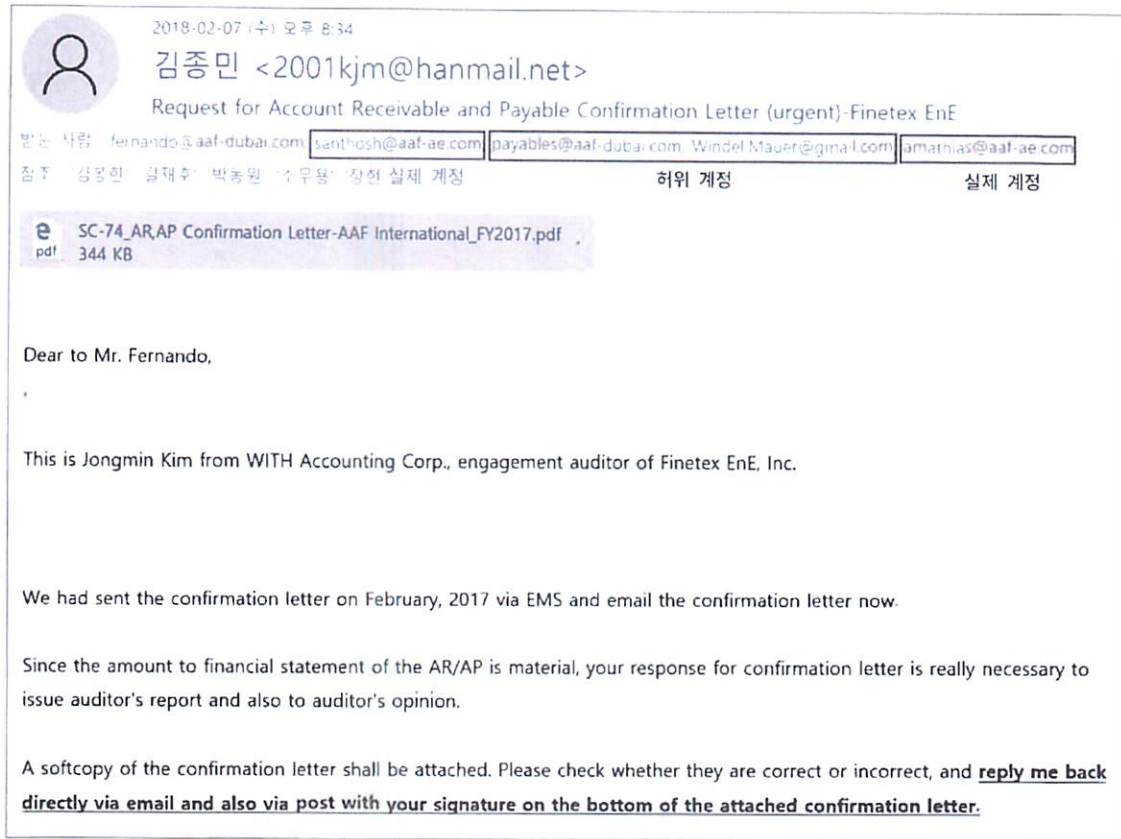 2018-02-07 (수) 오후 8:34
김종민 <2001kjm@hanmail.net>
Request for Account Receivable and Payable Confirmation Letter (urgent)-Finetex EnE
받는 사람 fernando@aaf-dubai.com santhosh@aaf-ae.com payables@aaf-dubai.com, Windel.Mauer@gmail.com amathias@aaf-ae.com
참조 박동원 실제 계정 허위 계정 실제 계정
SC-74_AR,AP Confirmation Letter-AAF International_FY2017.pdf
pdf 344 KB
Dear to Mr. Fernando,
,
This is Jongmin Kim from WITH Accounting Corp., engagement auditor of Finetex EnE, Inc.
We had sent the confirmation letter on February, 2017 via EMS and email the confirmation letter now.
Since the amount to financial statement of the AR/AP is material, your response for confirmation letter is really necessary to
issue auditor's report and also to auditor's opinion.
A softcopy of the confirmation letter shall be attached. Please check whether they are correct or incorrect, and reply me back
directly via email and also via post with your signature on the bottom of the attached confirmation letter.